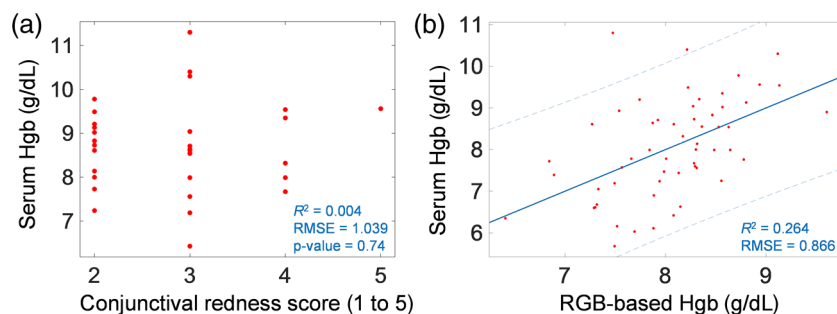 (a)
Serum Hgb (g/dL)
11
10
9
8
7
2 3 4 5
Conjunctival redness score (1 to 5)
R² = 0.004
RMSE = 1.039
p-value = 0.74
(b)
Serum Hgb (g/dL)
11
10
9
8
7
6
7 8 9
RGB-based Hgb (g/dL)
R² = 0.264
RMSE = 0.866